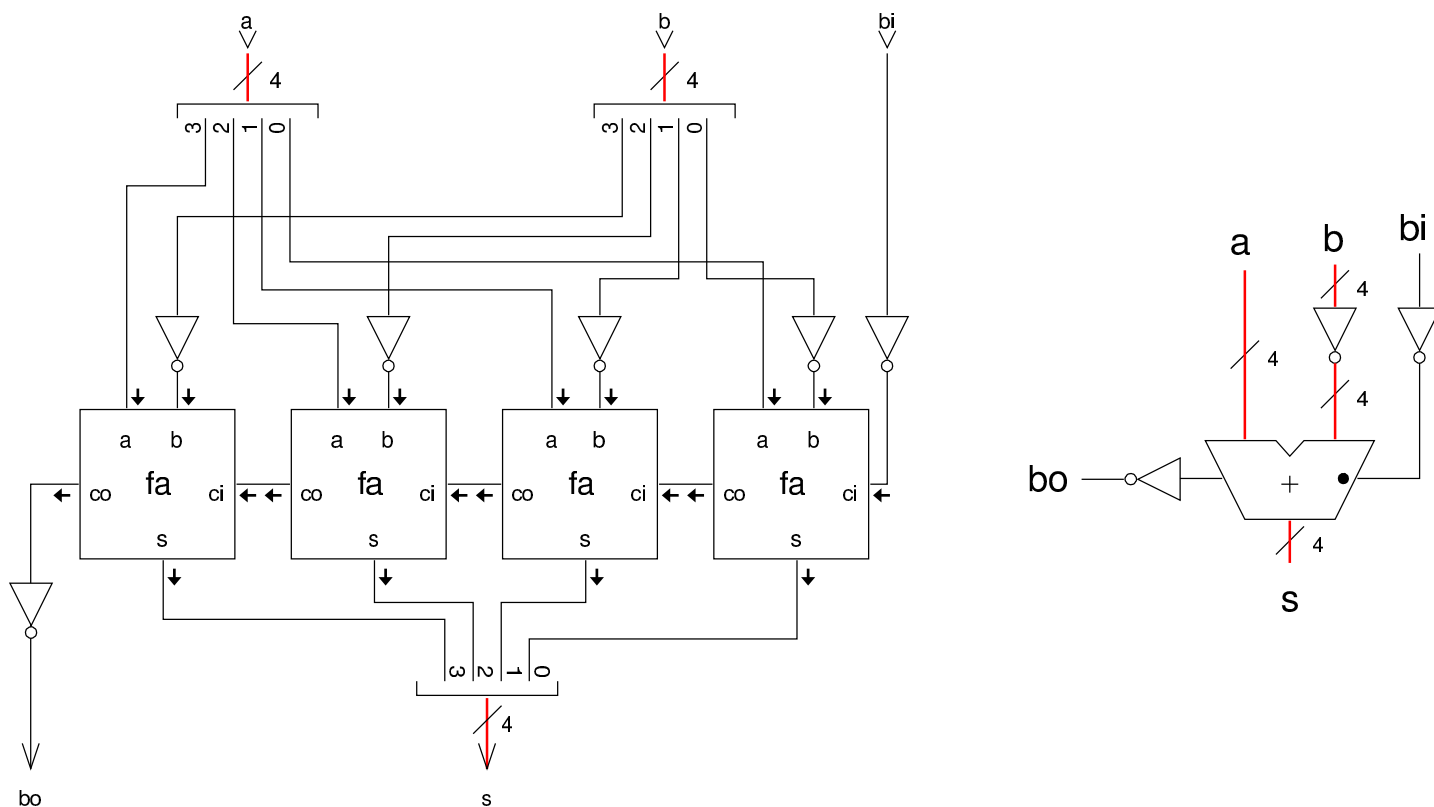 a b bi
4 4
3 2 1 0 3 2 1 0
a b bi
4
4
4
a b a b a b a b
fa fa fa fa
co ci co ci co ci co ci
bo +
s s s s
4
s
3 2 1 0
4
bo s